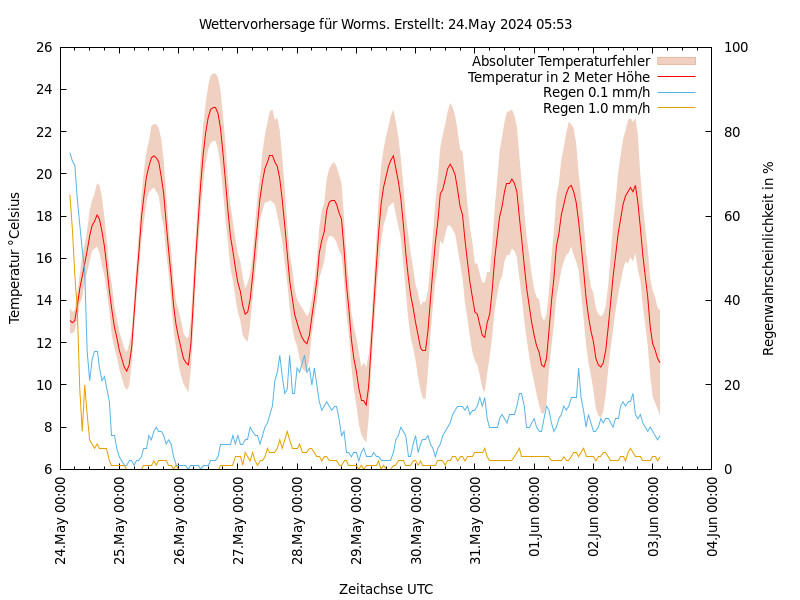 Wettervorhersage für Worms. Erstellt: 24.May 2024 05:53
Absoluter Temperaturfehler
Temperatur in 2 Meter Höhe
Regen 0.1 mm/h
Regen 1.0 mm/h
26
24
22
20
18
16
14
12
10
8
6
Temperatur °Celsius
100
80
60
40
20
0
Regenwahrscheinlichkeit in %
24.May 00:00
25.May 00:00
26.May 00:00
27.May 00:00
28.May 00:00
29.May 00:00
30.May 00:00
31.May 00:00
01.Jun 00:00
02.Jun 00:00
03.Jun 00:00
04.Jun 00:00
Zeitachse UTC